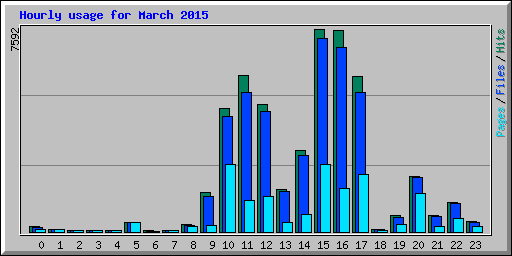 Hourly usage for March 2015
7592
Pages/Files/Hits
0 1 2 3 4 5 6 7 8 9 10 11 12 13 14 15 16 17 18 19 20 21 22 23